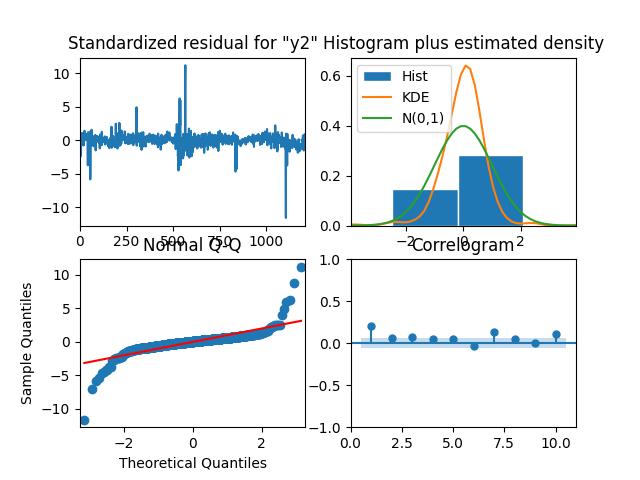 Standardized residual for "y2"
Histogram plus estimated density
10
5
0
−5
−10
0 250 500 750 1000
0.6
0.4
0.2
0.0
Hist
KDE
N(0,1)
−2 0 2
Normal Q-Q
Correlogram
Sample Quantiles
10
5
0
−5
−10
−2 0 2
Theoretical Quantiles
1.0
0.5
0.0
−0.5
−1.0
0.0 2.5 5.0 7.5 10.0